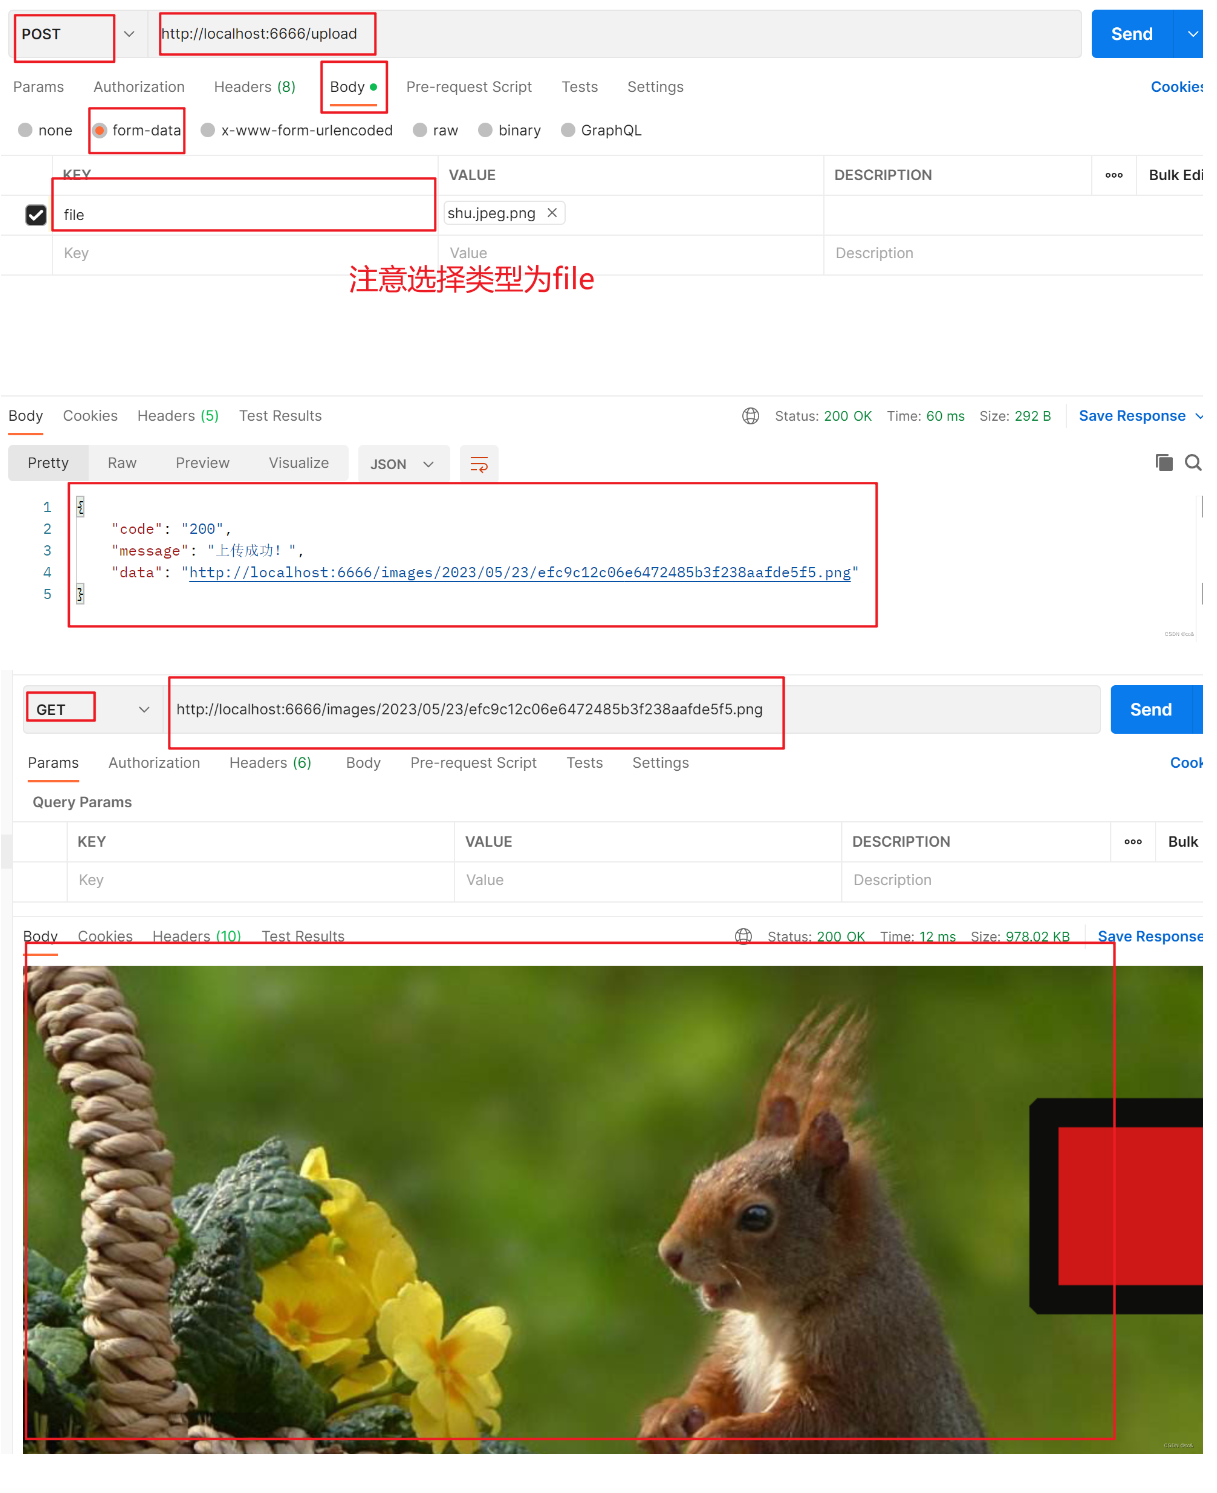 POST http://localhost:6666/upload Send
Params Authorization Headers (8) Body Pre-request Script Tests Settings Cookies
none form-data x-www-form-urlencoded raw binary GraphQL
KEY VALUE DESCRIPTION Bulk Edi
file shu.jpeg.png
Key Value Description
注意选择类型为file
Body Cookies Headers (5) Test Results Status: 200 OK Time: 60 ms Size: 292 B Save Response
Pretty Raw Preview Visualize JSON
1 {
2 "code": "200",
3 "message": "上传成功！",
4 "data": "http://localhost:6666/images/2023/05/23/efc9c12c06e6472485b3f238aafde5f5.png"
5 }
GET http://localhost:6666/images/2023/05/23/efc9c12c06e6472485b3f238aafde5f5.png Send
Params Authorization Headers (6) Body Pre-request Script Tests Settings Cook
Query Params
KEY VALUE DESCRIPTION Bulk
Key Value Description
Body Cookies Headers (10) Test Results Status: 200 OK Time: 12 ms Size: 978.02 KB Save Response